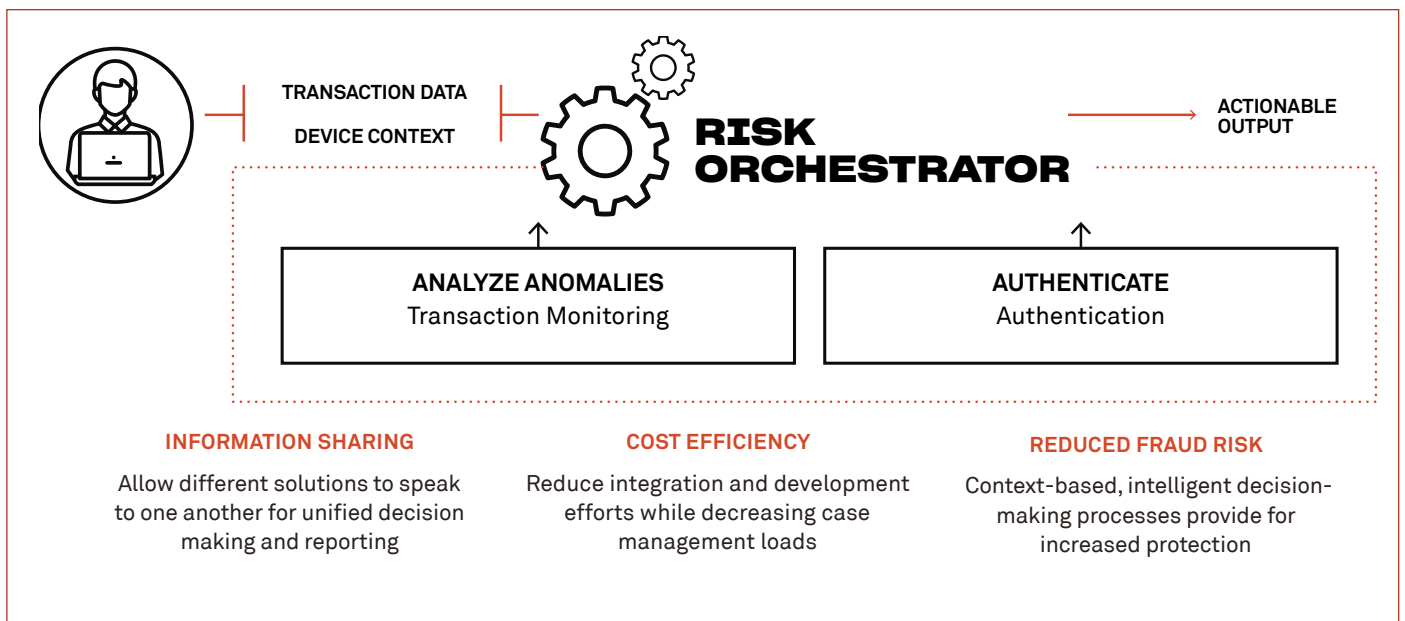 TRANSACTION DATA
DEVICE CONTEXT
RISK
ORCHESTRATOR
ACTIONABLE
OUTPUT
ANALYZE ANOMALIES
Transaction Monitoring
AUTHENTICATE
Authentication
INFORMATION SHARING
Allow different solutions to speak
to one another for unified decision
making and reporting
COST EFFICIENCY
Reduce integration and development
efforts while decreasing case
management loads
REDUCED FRAUD RISK
Context-based, intelligent decision-
making processes provide for
increased protection